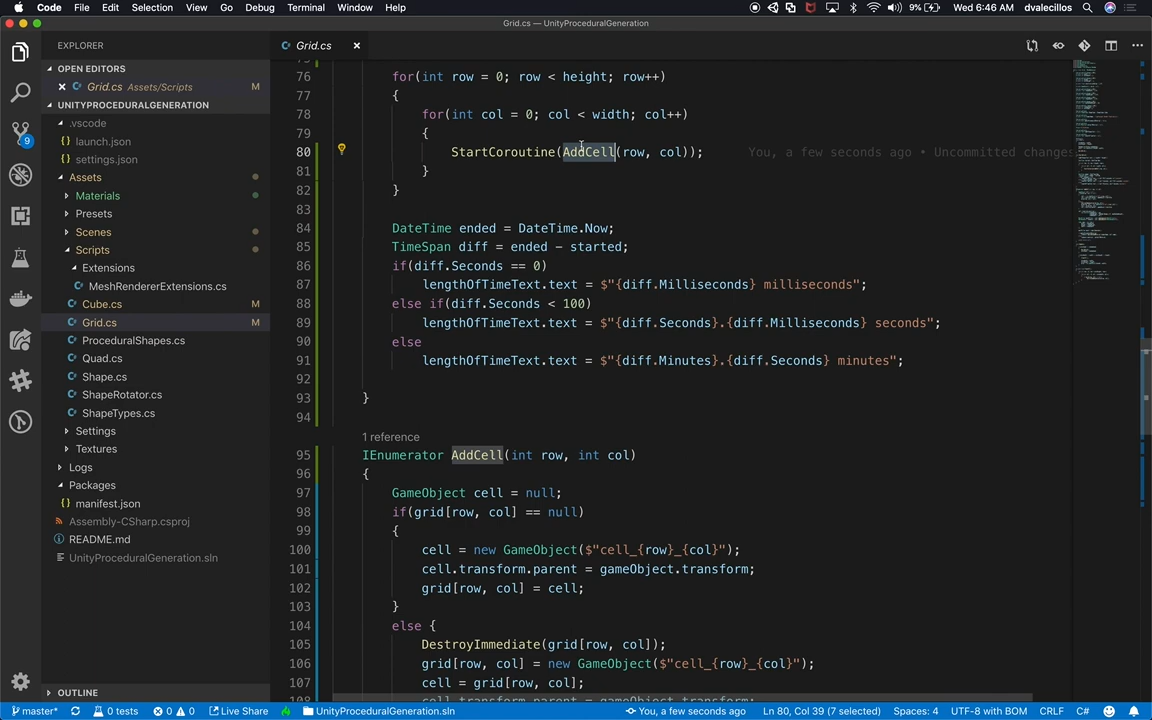 Code File Edit Selection View Go Debug Terminal Window Help 9% Wed 6:46 AM dvalecillos
Grid.cs — UnityProceduralGeneration
EXPLORER
OPEN EDITORS
Grid.cs Assets/Scripts M
UNITYPROCEDURALGENERATION
.vscode
launch.json
settings.json
Assets
Materials
Presets
Scenes
Scripts
Extensions
MeshRendererExtensions.cs
Cube.cs M
Grid.cs M
ProceduralShapes.cs
Quad.cs
Shape.cs
ShapeRotator.cs
ShapeTypes.cs
Settings
Textures
Logs
Packages
manifest.json
Assembly-CSharp.csproj
README.md
UnityProceduralGeneration.sln
OUTLINE
9
Grid.cs
76 for(int row = 0; row < height; row++)
77 {
78 for(int col = 0; col < width; col++)
79 {
80 StartCoroutine(AddCell(row, col)); You, a few seconds ago • Uncommitted changes
81 }
82 }
83
84 DateTime ended = DateTime.Now;
85 TimeSpan diff = ended - started;
86 if(diff.Seconds == 0)
87 lengthOfTimeText.text = $"{diff.Milliseconds} milliseconds";
88 else if(diff.Seconds < 100)
89 lengthOfTimeText.text = $"{diff.Seconds}.{diff.Milliseconds} seconds";
90 else
91 lengthOfTimeText.text = $"{diff.Minutes}.{diff.Seconds} minutes";
92
93 }
94
1 reference
95 IEnumerator AddCell(int row, int col)
96 {
97 GameObject cell = null;
98 if(grid[row, col] == null)
99 {
100 cell = new GameObject($"cell_{row}_{col}");
101 cell.transform.parent = gameObject.transform;
102 grid[row, col] = cell;
103 }
104 else {
105 DestroyImmediate(grid[row, col]);
106 grid[row, col] = new GameObject($"cell_{row}_{col}");
107 cell = grid[row, col];
108 cell.transform.parent = gameObject.transform;
master* 0 tests 0 0 Live Share UnityProceduralGeneration.sln You, a few seconds ago Ln 80, Col 39 (7 selected) Spaces: 4 UTF-8 with BOM CRLF C#